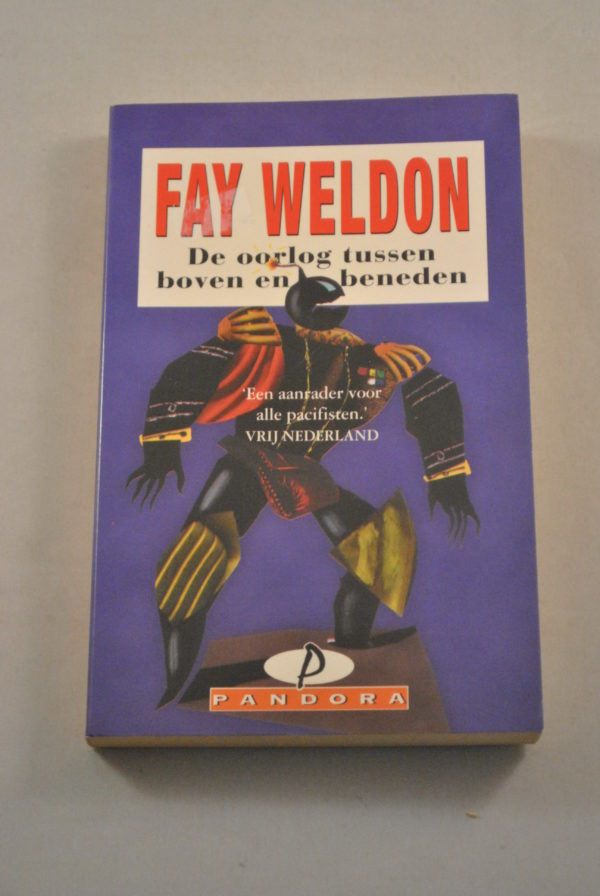 FAY WELDON
De oorlog tussen
boven en beneden
'Een aanrader voor
alle pacifisten.'
VRIJ NEDERLAND
P
PANDORA